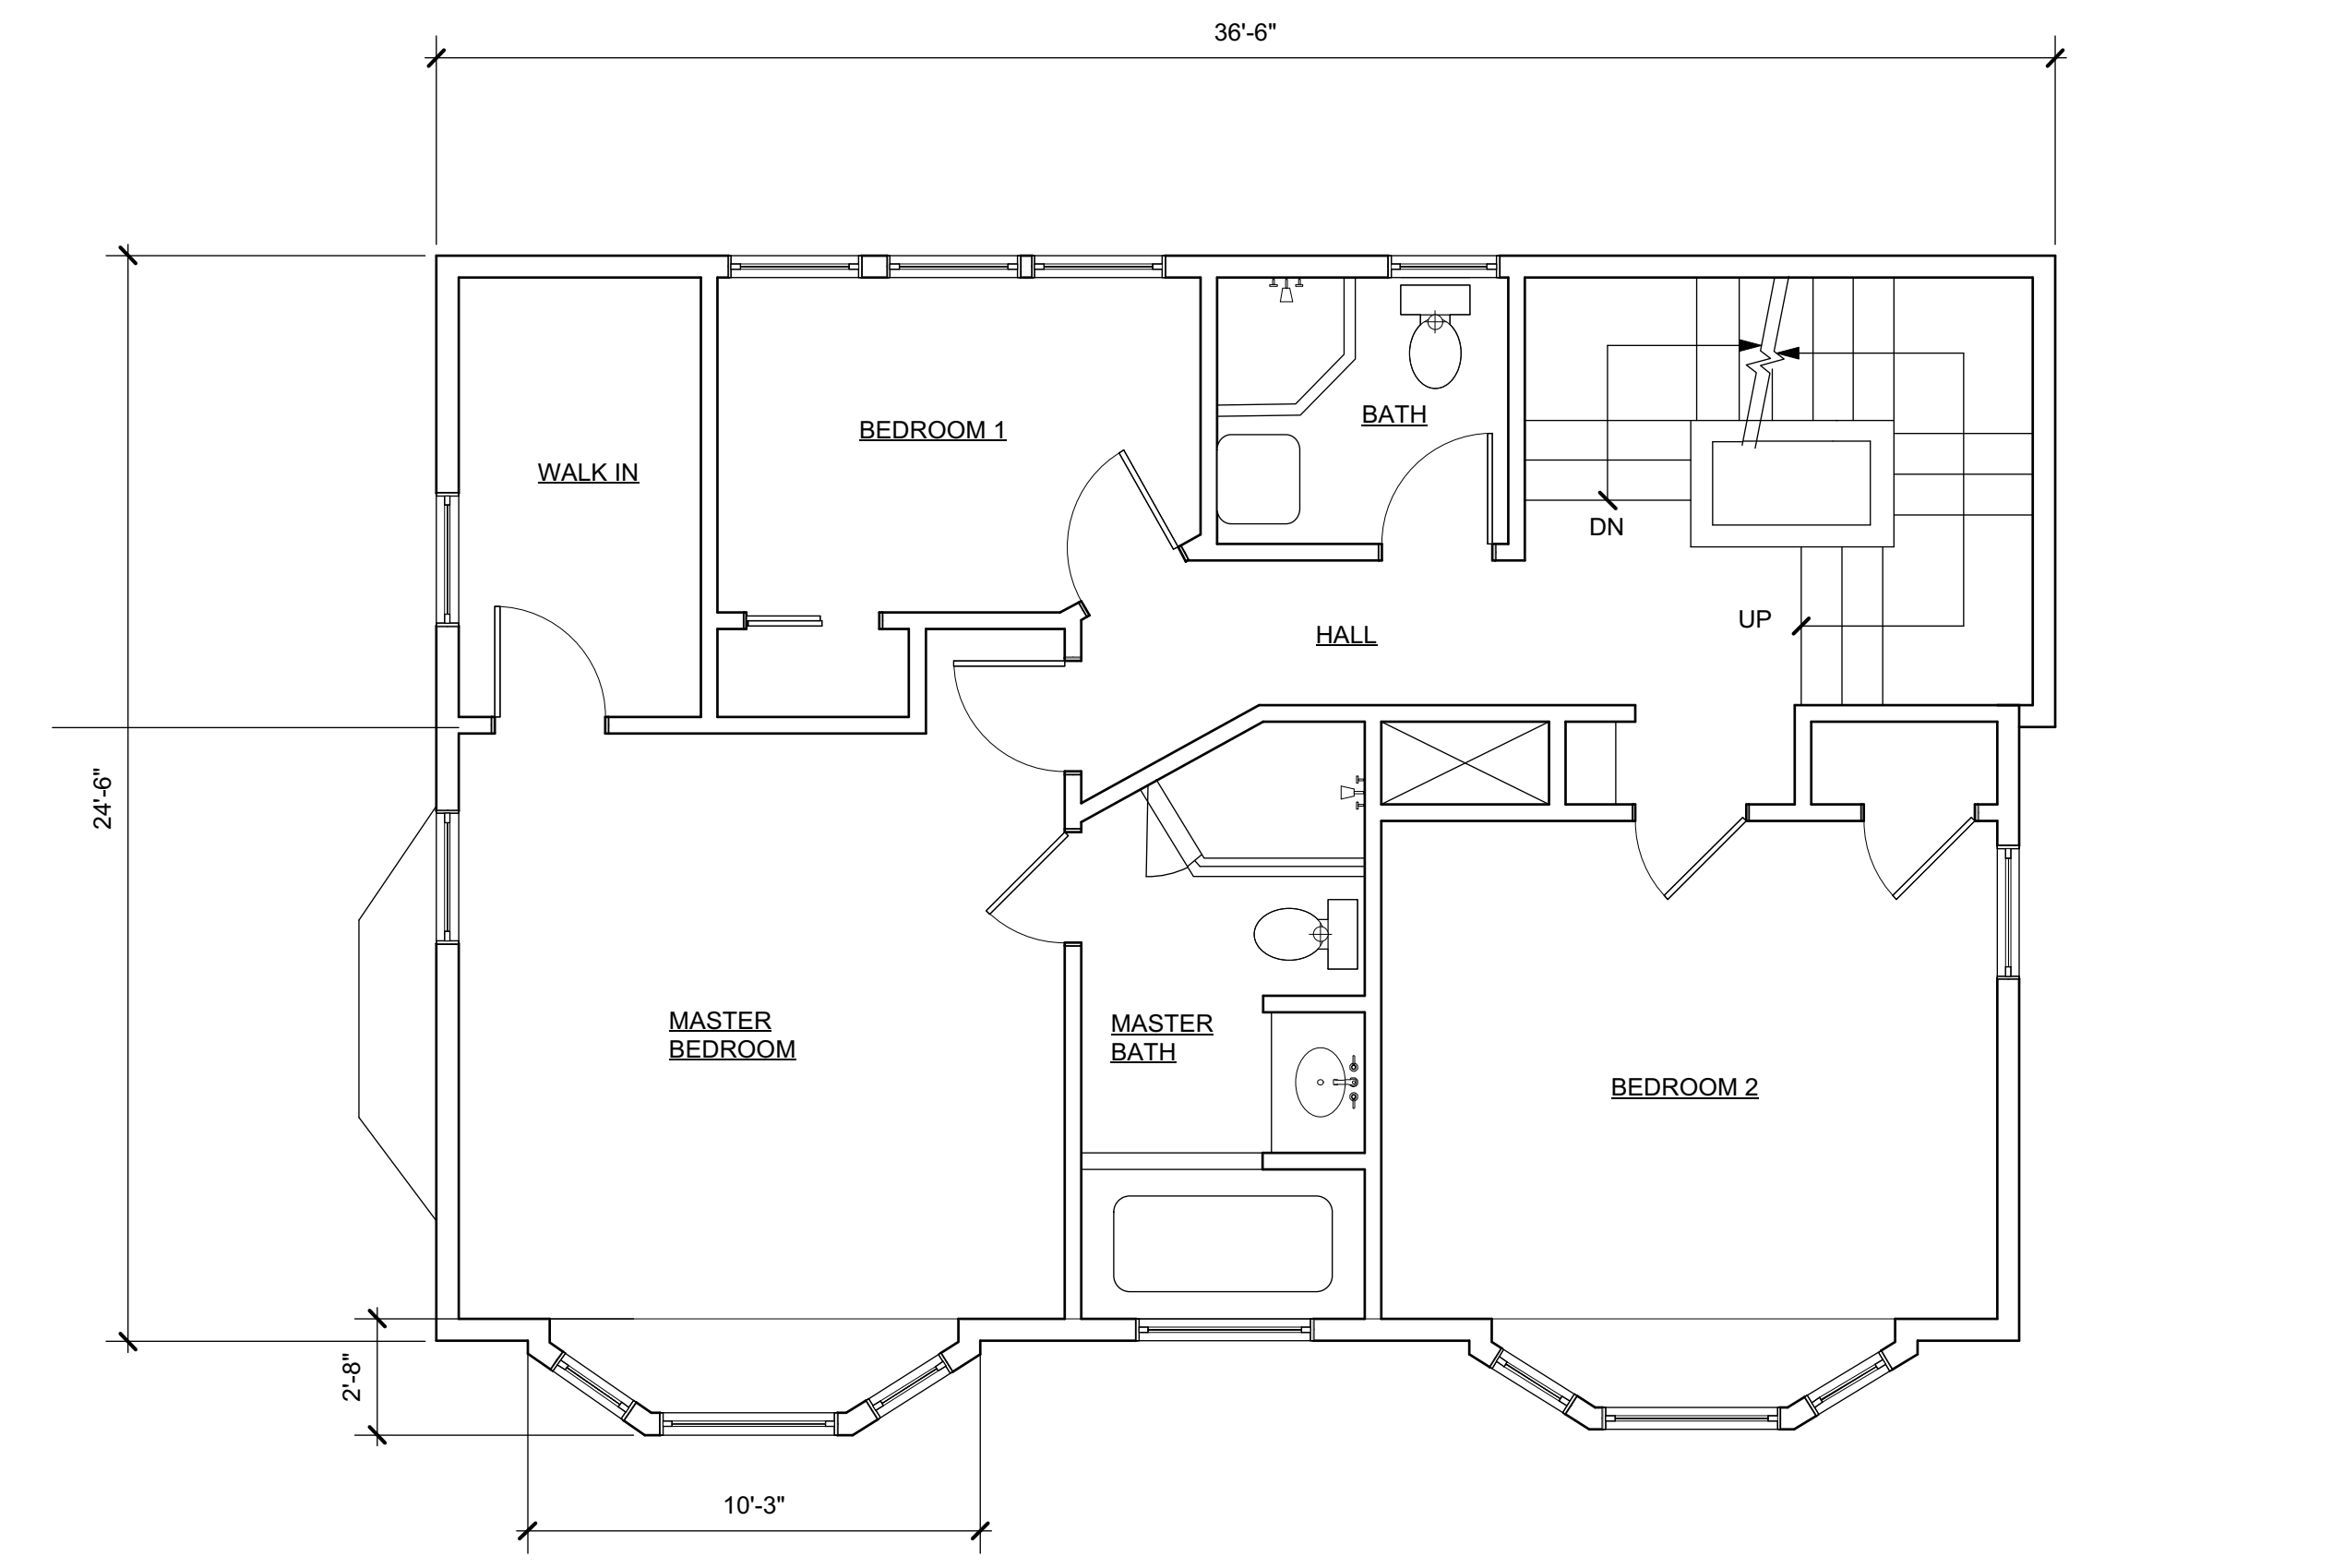 36'-6"
BATH
BEDROOM 1
WALK IN
DN
UP
HALL
24'-6"
MASTER
BEDROOM
MASTER
BATH
BEDROOM 2
2'-8"
10'-3"